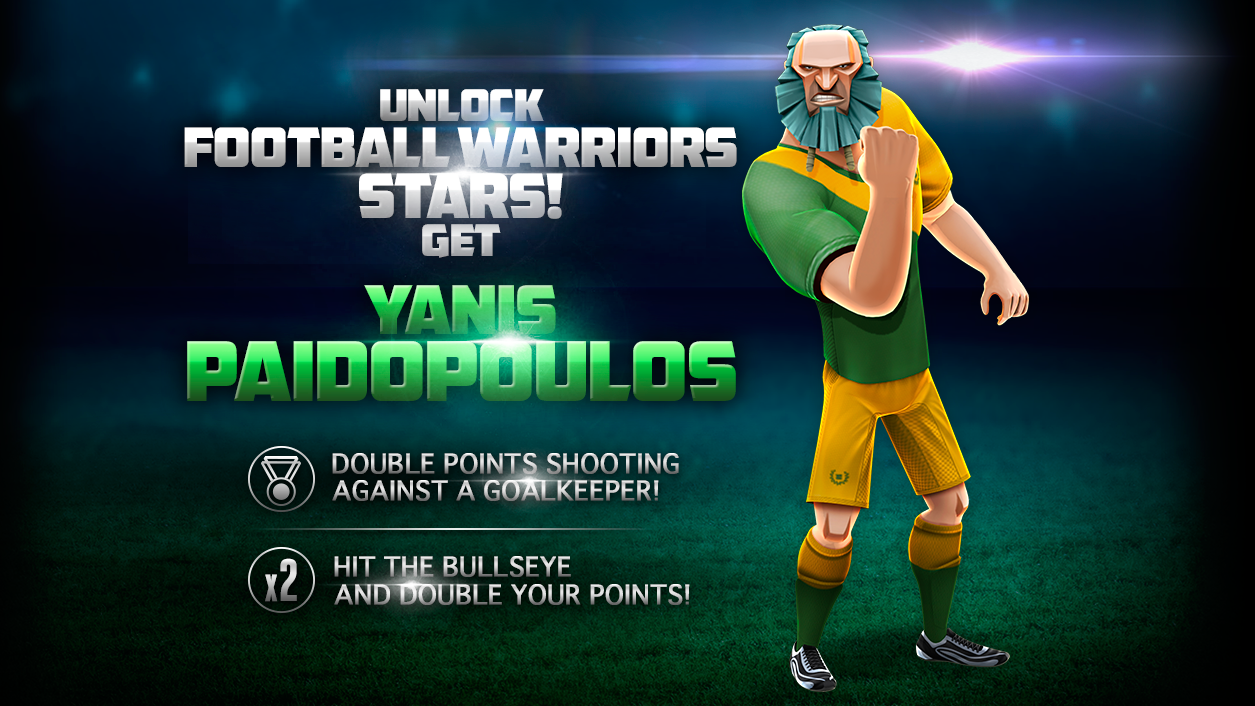 UNLOCK
FOOTBALL WARRIORS
STARS!
GET
YANIS
PAIDOPOULOS
DOUBLE POINTS SHOOTING
AGAINST A GOALKEEPER!
x2
HIT THE BULLSEYE
AND DOUBLE YOUR POINTS!